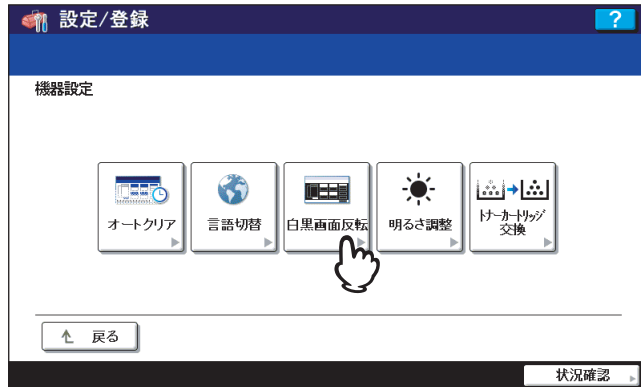 設定/登録
?
機器設定
オートクリア
言語切替
白黒画面反転
明るさ調整
トナーカートリッジ
交換
戻る
状況確認